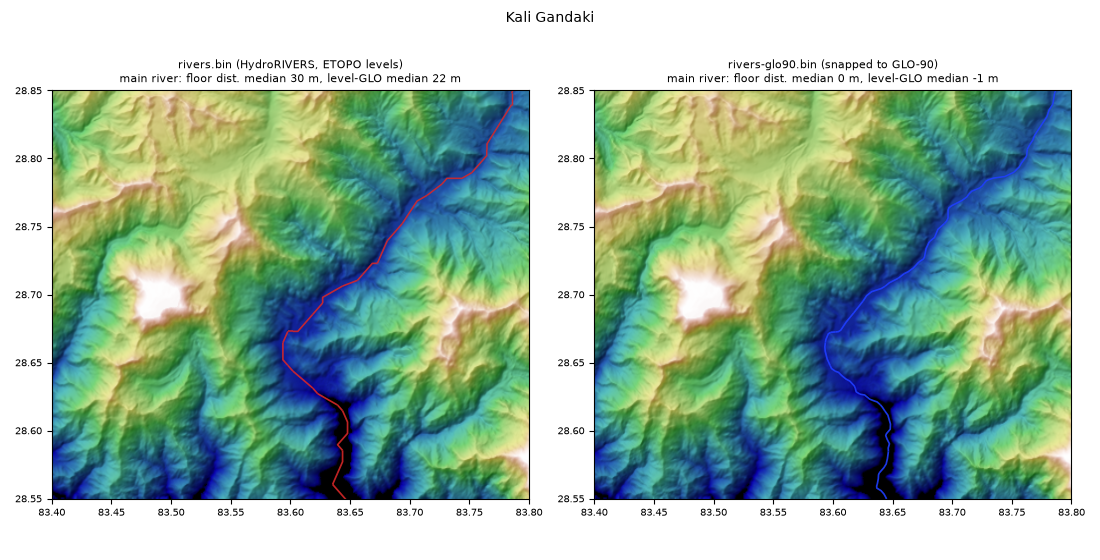 Kali Gandaki
rivers.bin (HydroRIVERS, ETOPO levels)
main river: floor dist. median 30 m, level-GLO median 22 m
28.85
28.80
28.75
28.70
28.65
28.60
28.55
83.40 83.45 83.50 83.55 83.60 83.65 83.70 83.75 83.80
rivers-glo90.bin (snapped to GLO-90)
main river: floor dist. median 0 m, level-GLO median -1 m
28.85
28.80
28.75
28.70
28.65
28.60
28.55
83.40 83.45 83.50 83.55 83.60 83.65 83.70 83.75 83.80